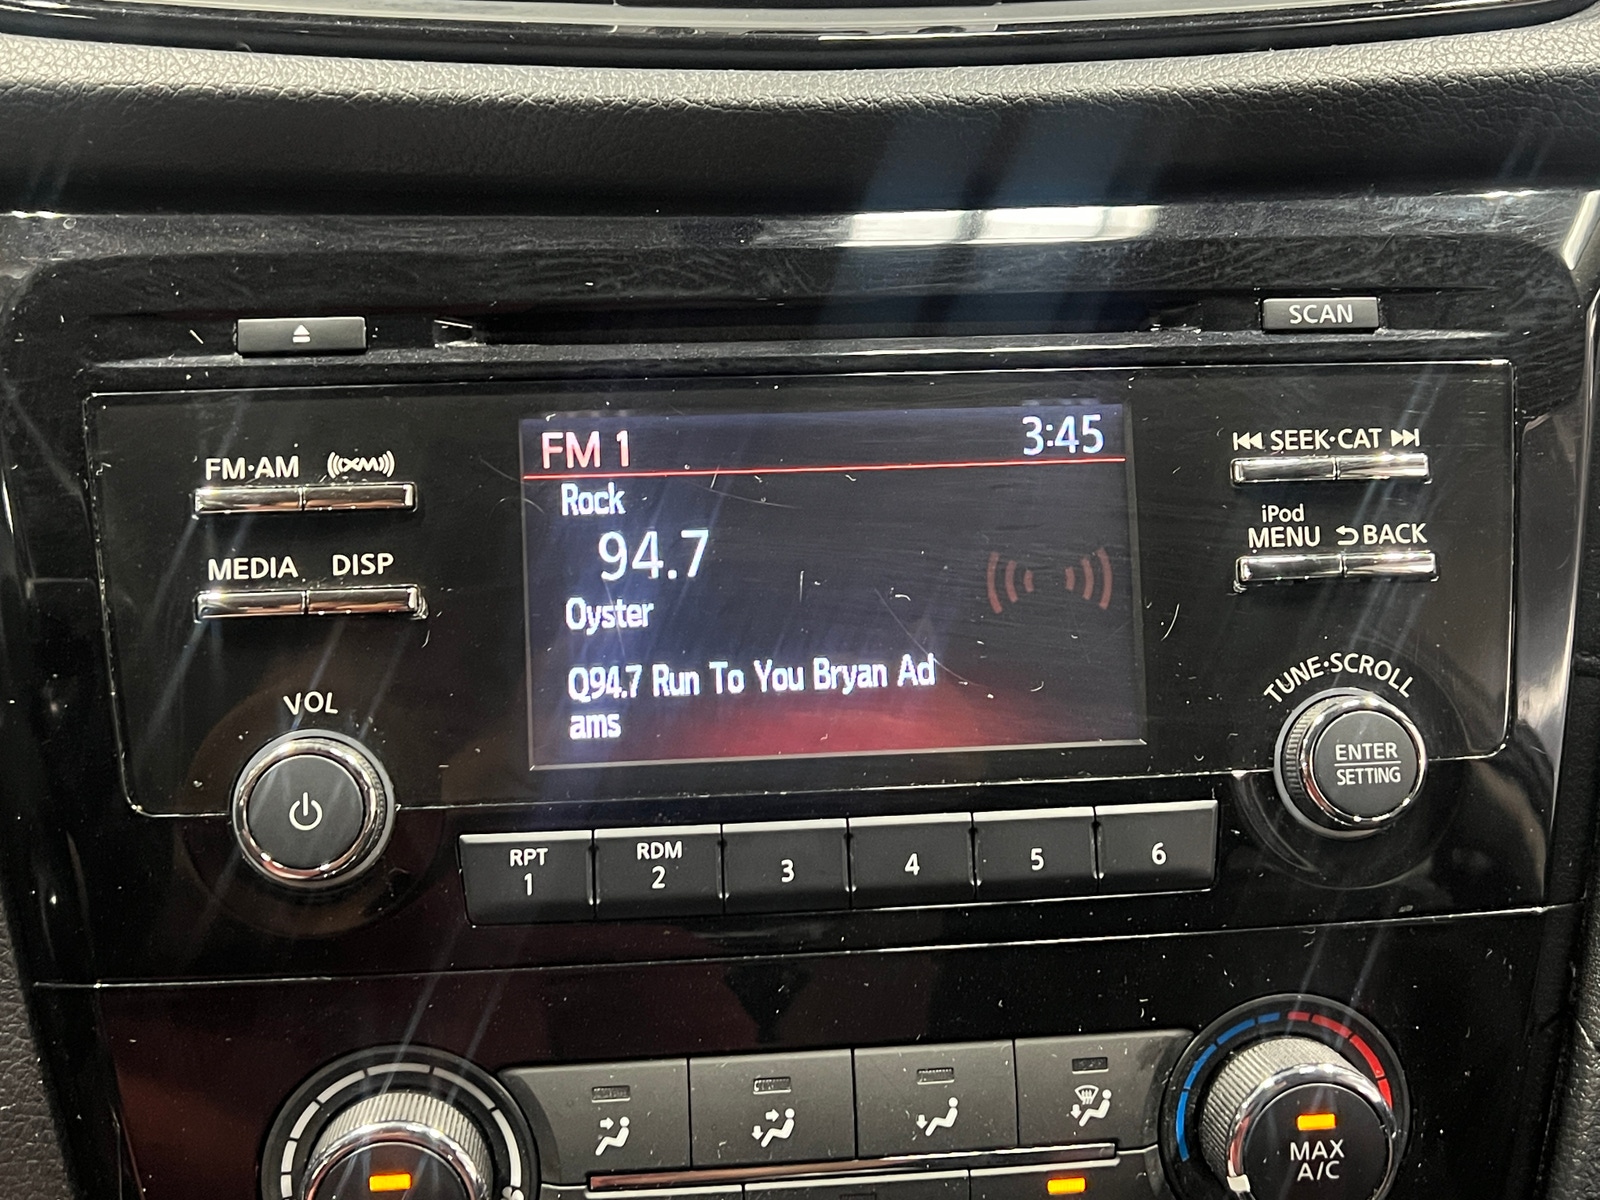 SCAN
FM 1 3:45
FM·AM XM
SEEK·CAT
Rock
iPod
MENU BACK
94.7
MEDIA DISP
Oyster
Q94.7 Run To You Bryan Ad
ams
VOL
TUNE·SCROLL
ENTER
SETTING
RPT
1
RDM
2
3
4
5
6
MAX
A/C